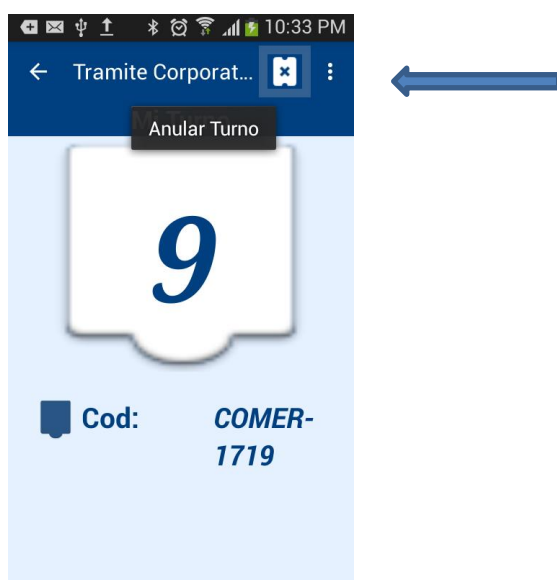 10:33 PM
Tramite Corporat...
Anular Turno
9
Cod: COMER-
1719